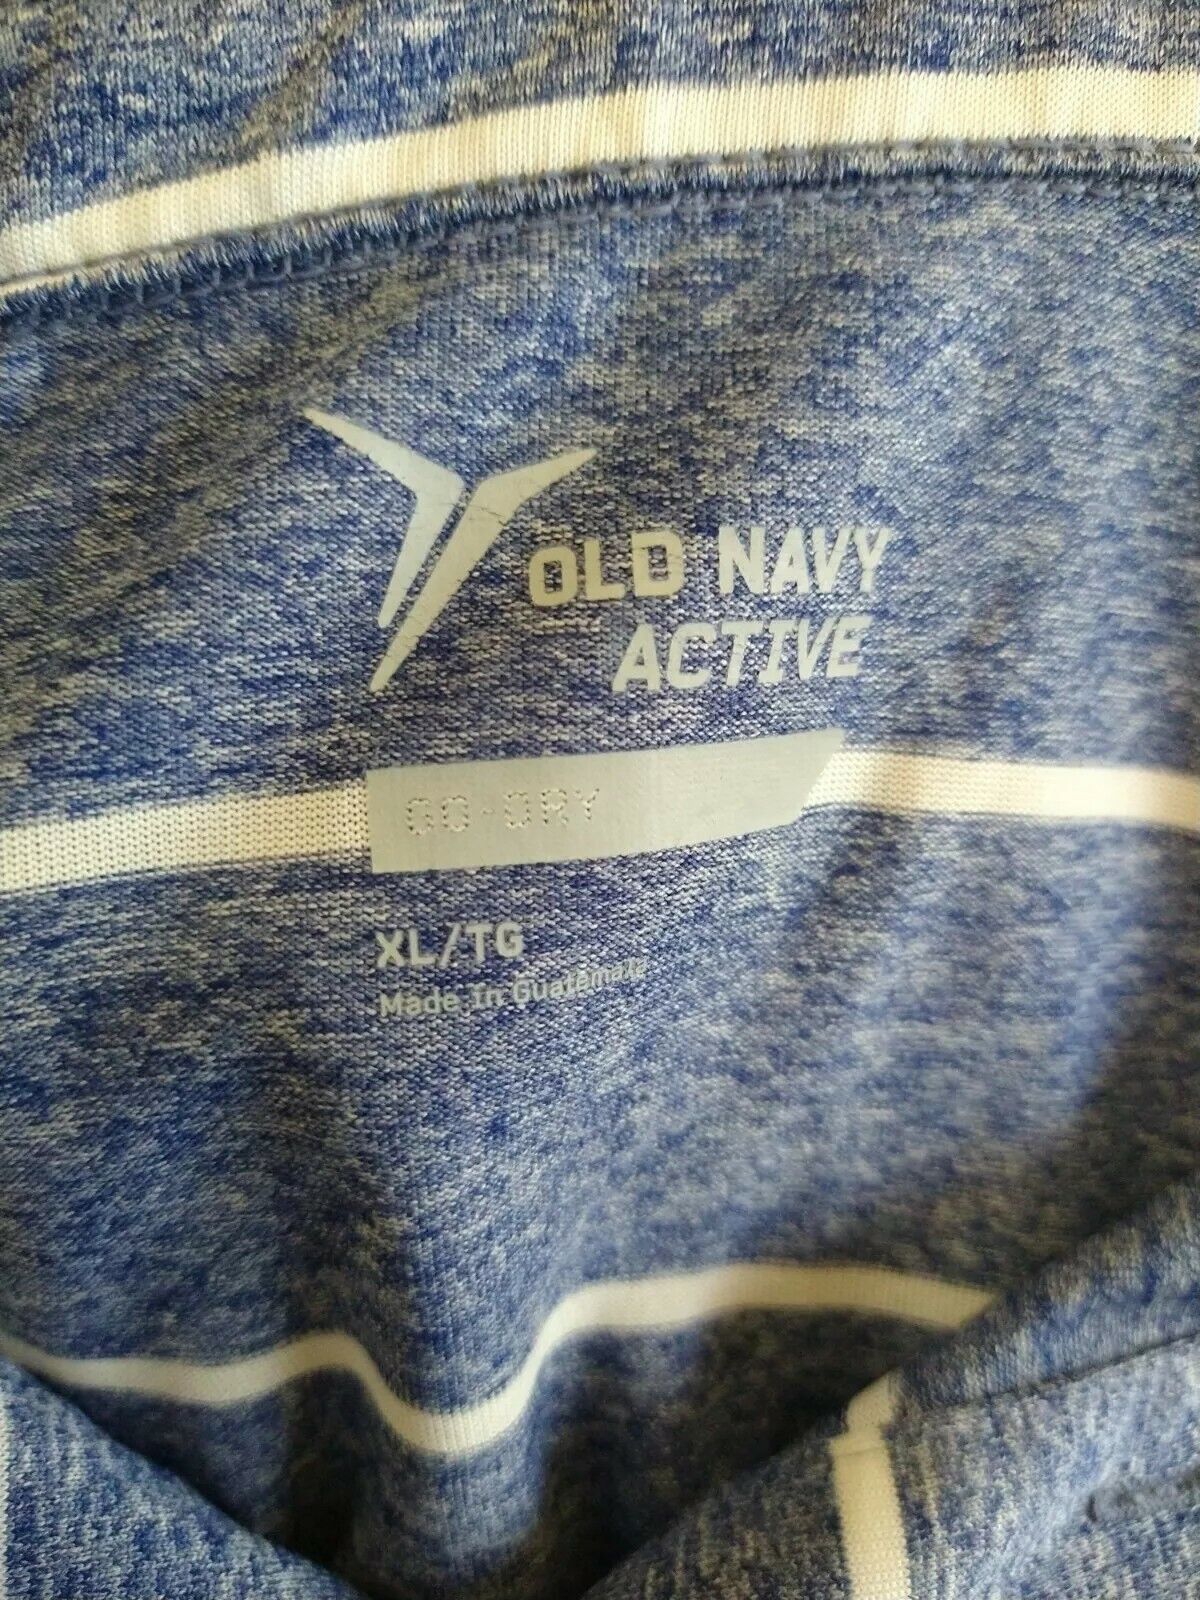 OLD NAVY
ACTIVE
GO-DRY
XL/TG
Made In Guatemala